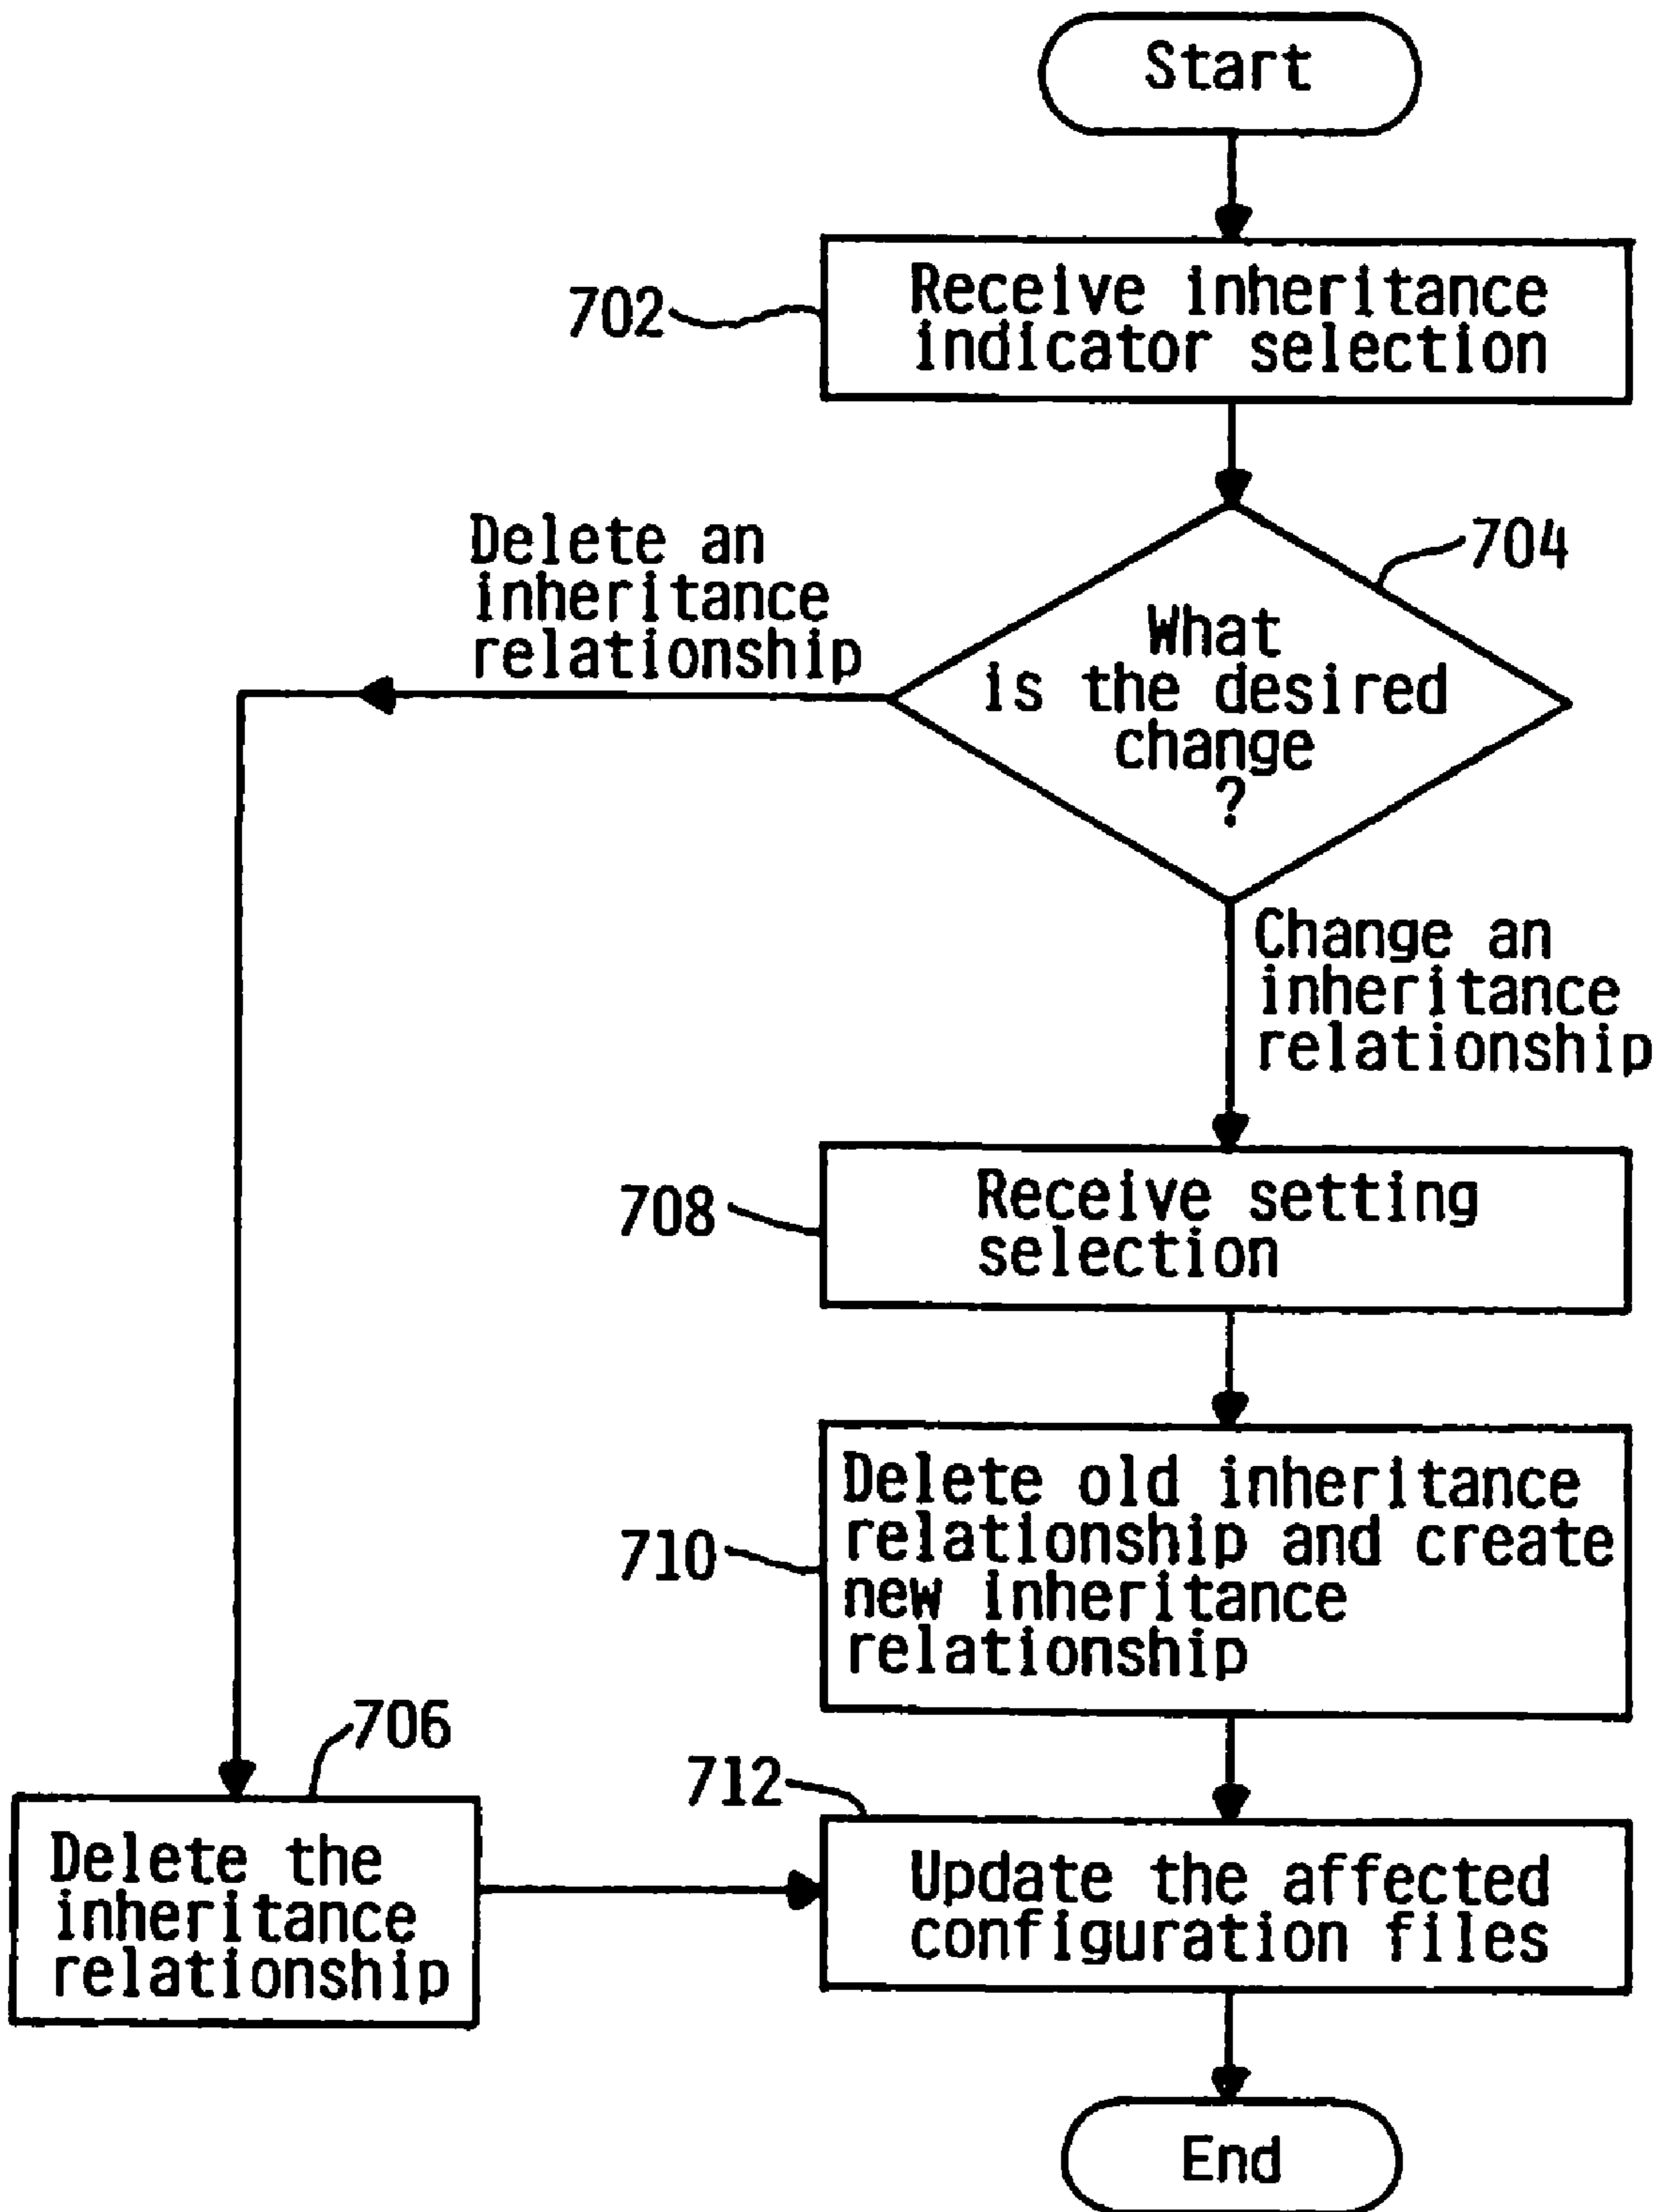 Start
702
Receive inheritance
indicator selection
Delete an
inheritance
relationship
704
What
is the desired
change
?
Change an
inheritance
relationship
708
Receive setting
selection
710
Delete old inheritance
relationship and create
new inheritance
relationship
706
Delete the
inheritance
relationship
712
Update the affected
configuration files
End